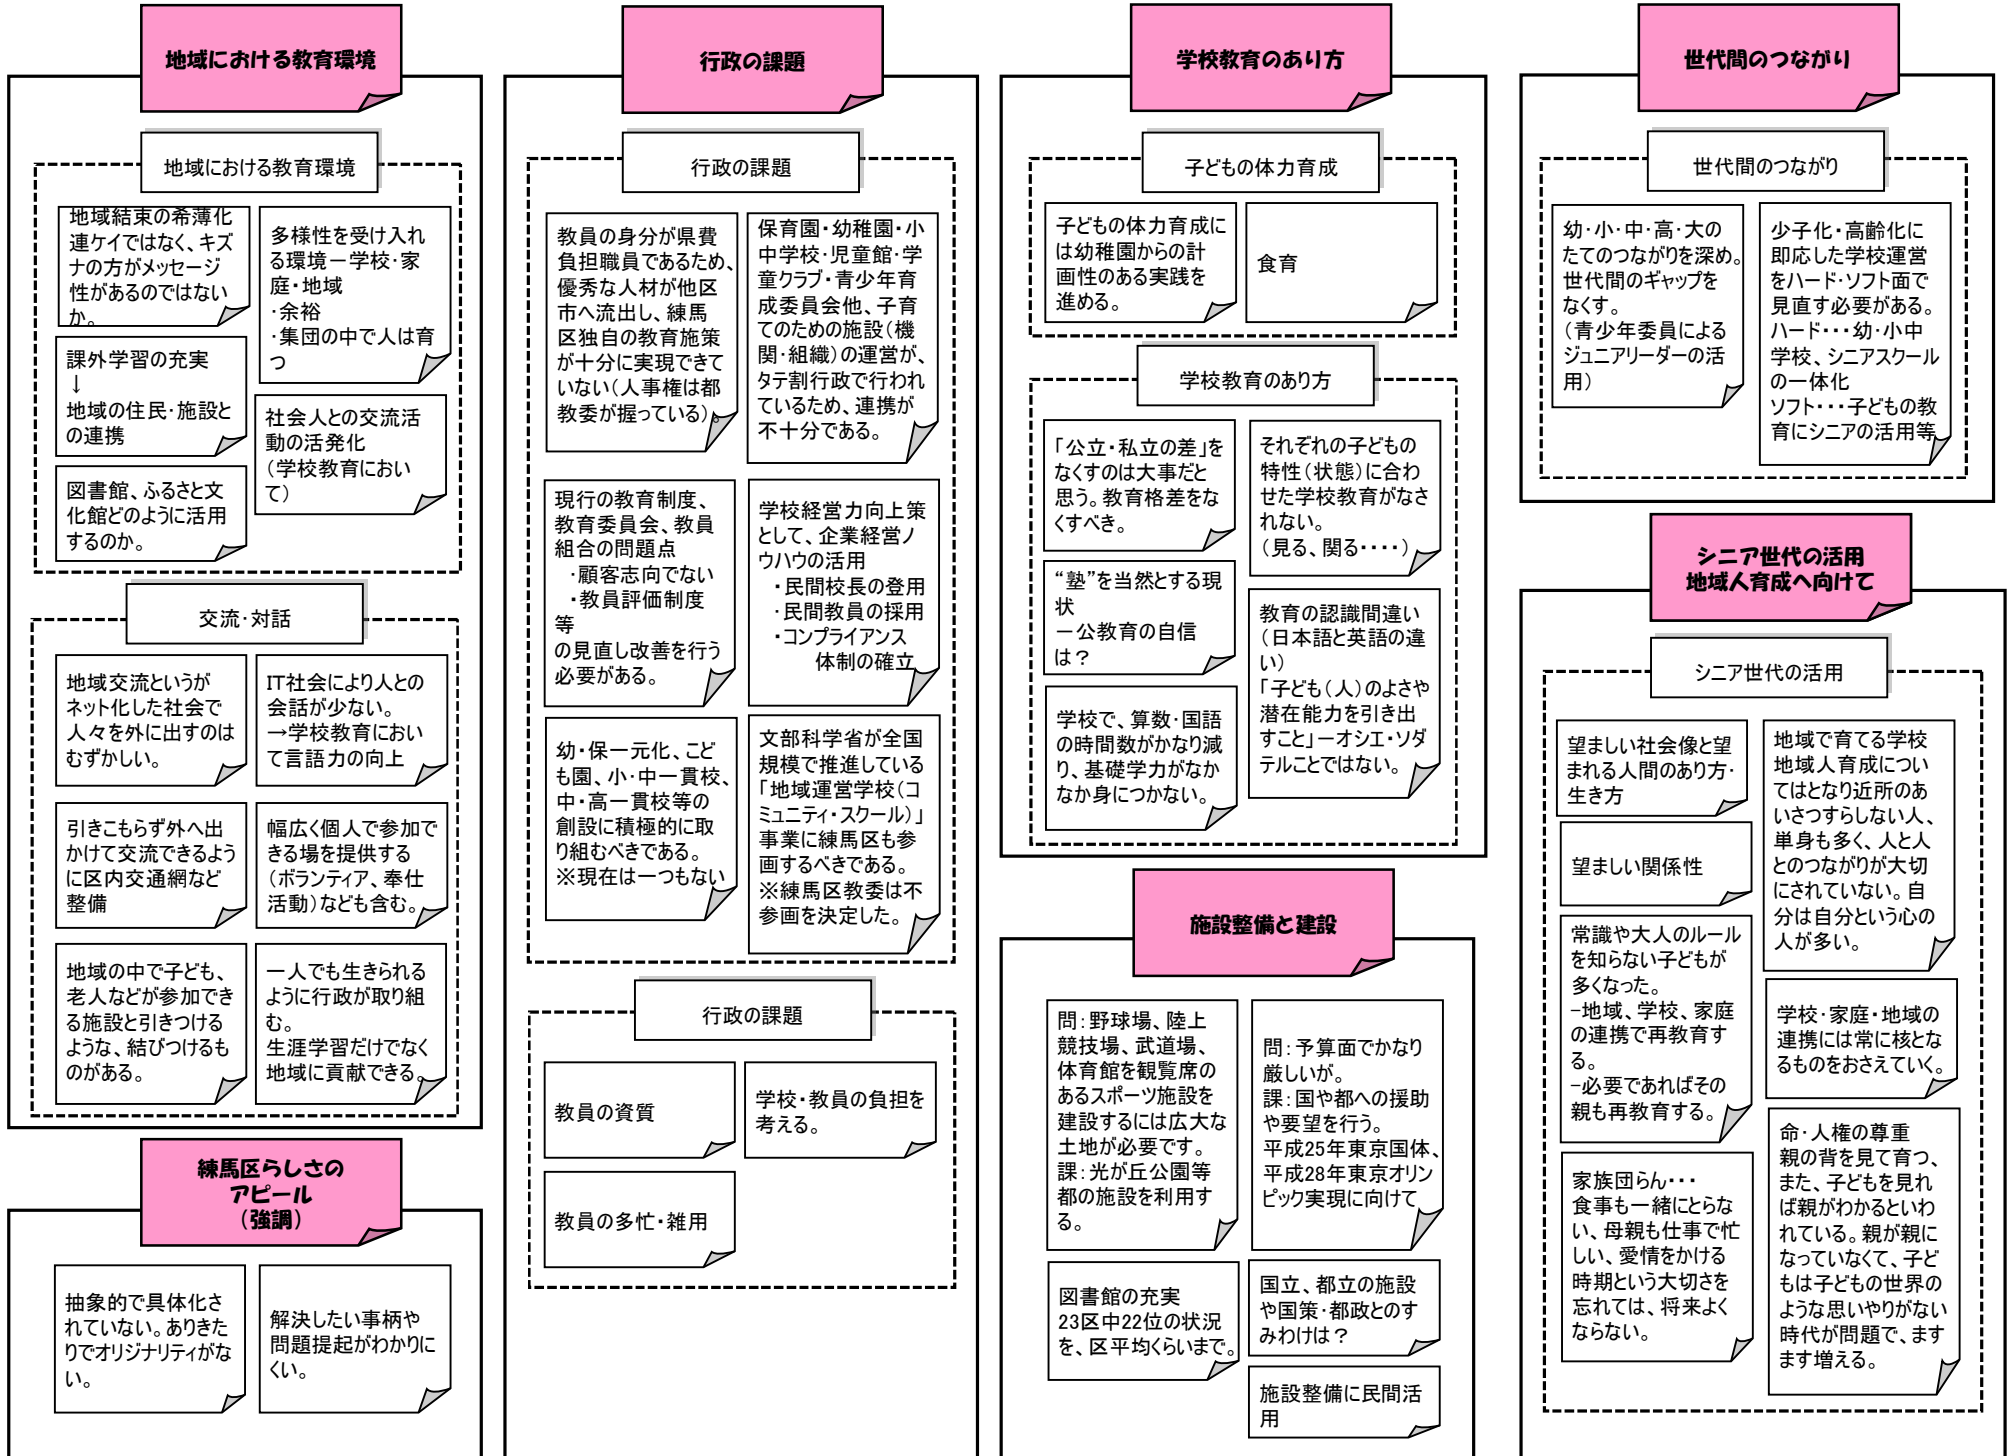 地域における教育環境
地域における教育環境
地域結束の希薄化
連ケイではなく、キズ
ナの方がメッセージ
性があるのではない
か。
多様性を受け入れ
る環境－学校・家
庭・地域
・余裕
・集団の中で人は育
つ
課外学習の充実
↓
地域の住民・施設と
の連携
社会人との交流活
動の活発化
（学校教育におい
て）
図書館、ふるさと文
化館どのように活用
するのか。
交流・対話
地域交流というが
ネット化した社会で
人々を外に出すのは
むずかしい。
IT社会により人との
会話が少ない。
→学校教育におい
て言語力の向上
引きこもらず外へ出
かけて交流できるよう
に区内交通網など
整備
幅広く個人で参加で
きる場を提供する
（ボランティア、奉仕
活動）なども含む。
地域の中で子ども、
老人などが参加でき
る施設と引きつける
ような、結びつけるも
のがある。
一人でも生きられる
ように行政が取り組
む。
生涯学習だけでなく
地域に貢献できる。
練馬区らしさの
アピール
（強調）
抽象的で具体化さ
れていない。ありきた
りでオリジナリティがな
い。
解決したい事柄や
問題提起がわかりに
くい。
行政の課題
行政の課題
教員の身分が県費
負担職員であるため、
優秀な人材が他区
市へ流出し、練馬
区独自の教育施策
が十分に実現できて
いない（人事権は都
教委が握っている）。
保育園・幼稚園・小
中学校・児童館・学
童クラブ・青少年育
成委員会他、子育
てのための施設（機
関・組織）の運営が、
タテ割行政で行われ
ているため、連携が
不十分である。
現行の教育制度、
教育委員会、教員
組合の問題点
・顧客志向でない
・教員評価制度
等
の見直し改善を行う
必要がある。
学校経営力向上策
として、企業経営ノ
ウハウの活用
・民間校長の登用
・民間教員の採用
・コンプライアンス
体制の確立
幼・保一元化、こど
も園、小・中一貫校、
中・高一貫校等の
創設に積極的に取
り組むべきである。
※現在は一つもない
文部科学省が全国
規模で推進している
「地域運営学校（コ
ミュニティ・スクール）」
事業に練馬区も参
画するべきである。
※練馬区教委は不
参画を決定した。
行政の課題
教員の資質
学校・教員の負担を
考える。
教員の多忙・雑用
学校教育のあり方
子どもの体力育成
子どもの体力育成に
は幼稚園からの計
画性のある実践を
進める。
食育
学校教育のあり方
「公立・私立の差」を
なくすのは大事だと
思う。教育格差をな
くすべき。
それぞれの子どもの
特性（状態）に合わ
せた学校教育がなさ
れない。
（見る、関る・・・・）
“塾”を当然とする現
状
－公教育の自信
は？
教育の認識間違い
（日本語と英語の違
い）
「子ども（人）のよさや
潜在能力を引き出
すこと」－オシエ・ソダ
テルことではない。
学校で、算数・国語
の時間数がかなり減
り、基礎学力がなか
なか身につかない。
施設整備と建設
問：野球場、陸上
競技場、武道場、
体育館を観覧席の
あるスポーツ施設を
建設するには広大な
土地が必要です。
課：光が丘公園等
都の施設を利用す
る。
問：予算面でかなり
厳しいが。
課：国や都への援助
や要望を行う。
平成25年東京国体、
平成28年東京オリン
ピック実現に向けて
図書館の充実
23区中22位の状況
を、区平均くらいまで。
国立、都立の施設
や国策・都政とのす
みわけは？
施設整備に民間活
用
世代間のつながり
世代間のつながり
幼・小・中・高・大の
たてのつながりを深め。
世代間のギャップを
なくす。
（青少年委員による
ジュニアリーダーの活
用）
少子化・高齢化に
即応した学校運営
をハード・ソフト面で
見直す必要がある。
ハード・・・幼・小中
学校、シニアスクール
の一体化
ソフト・・・子どもの教
育にシニアの活用等
シニア世代の活用
地域人育成へ向けて
シニア世代の活用
望ましい社会像と望
まれる人間のあり方・
生き方
地域で育てる学校
地域人育成につい
てはとなり近所のあ
いさつすらしない人、
単身も多く、人と人
とのつながりが大切
にされていない。自
分は自分という心の
人が多い。
望ましい関係性
常識や大人のルール
を知らない子どもが
多くなった。
−地域、学校、家庭
の連携で再教育す
る。
−必要であればその
親も再教育する。
学校・家庭・地域の
連携には常に核とな
るものをおさえていく。
家族団らん・・・
食事も一緒にとらな
い、母親も仕事で忙
しい、愛情をかける
時期という大切さを
忘れては、将来よく
ならない。
命・人権の尊重
親の背を見て育つ、
また、子どもを見れ
ば親がわかるといわ
れている。親が親に
なっていなくて、子ど
もは子どもの世界の
ような思いやりがない
時代が問題で、ます
ます増える。